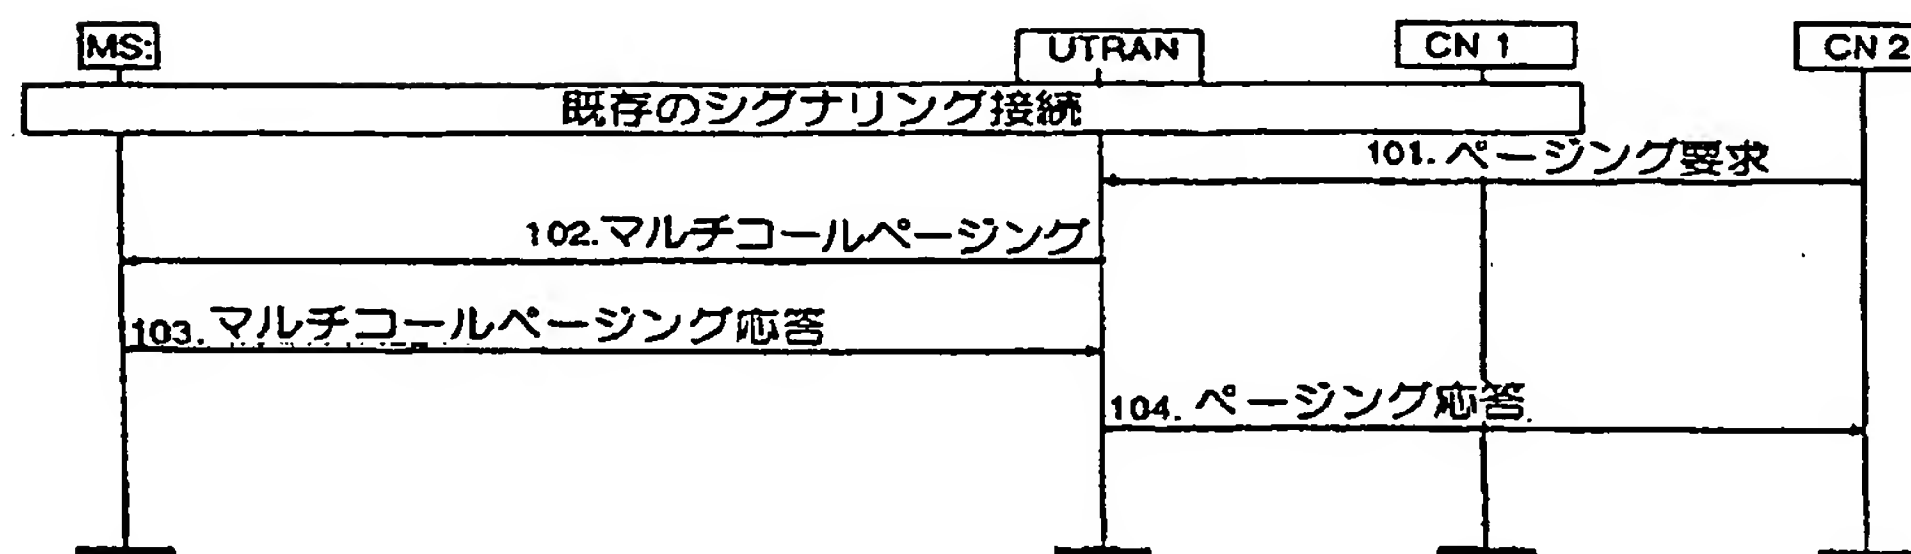 MS:
UTRAN
CN 1
CN 2
既存のシグナリング接続
101. ページング要求
102.マルチコールページング
103. マルチコールページング応答
104. ページング応答